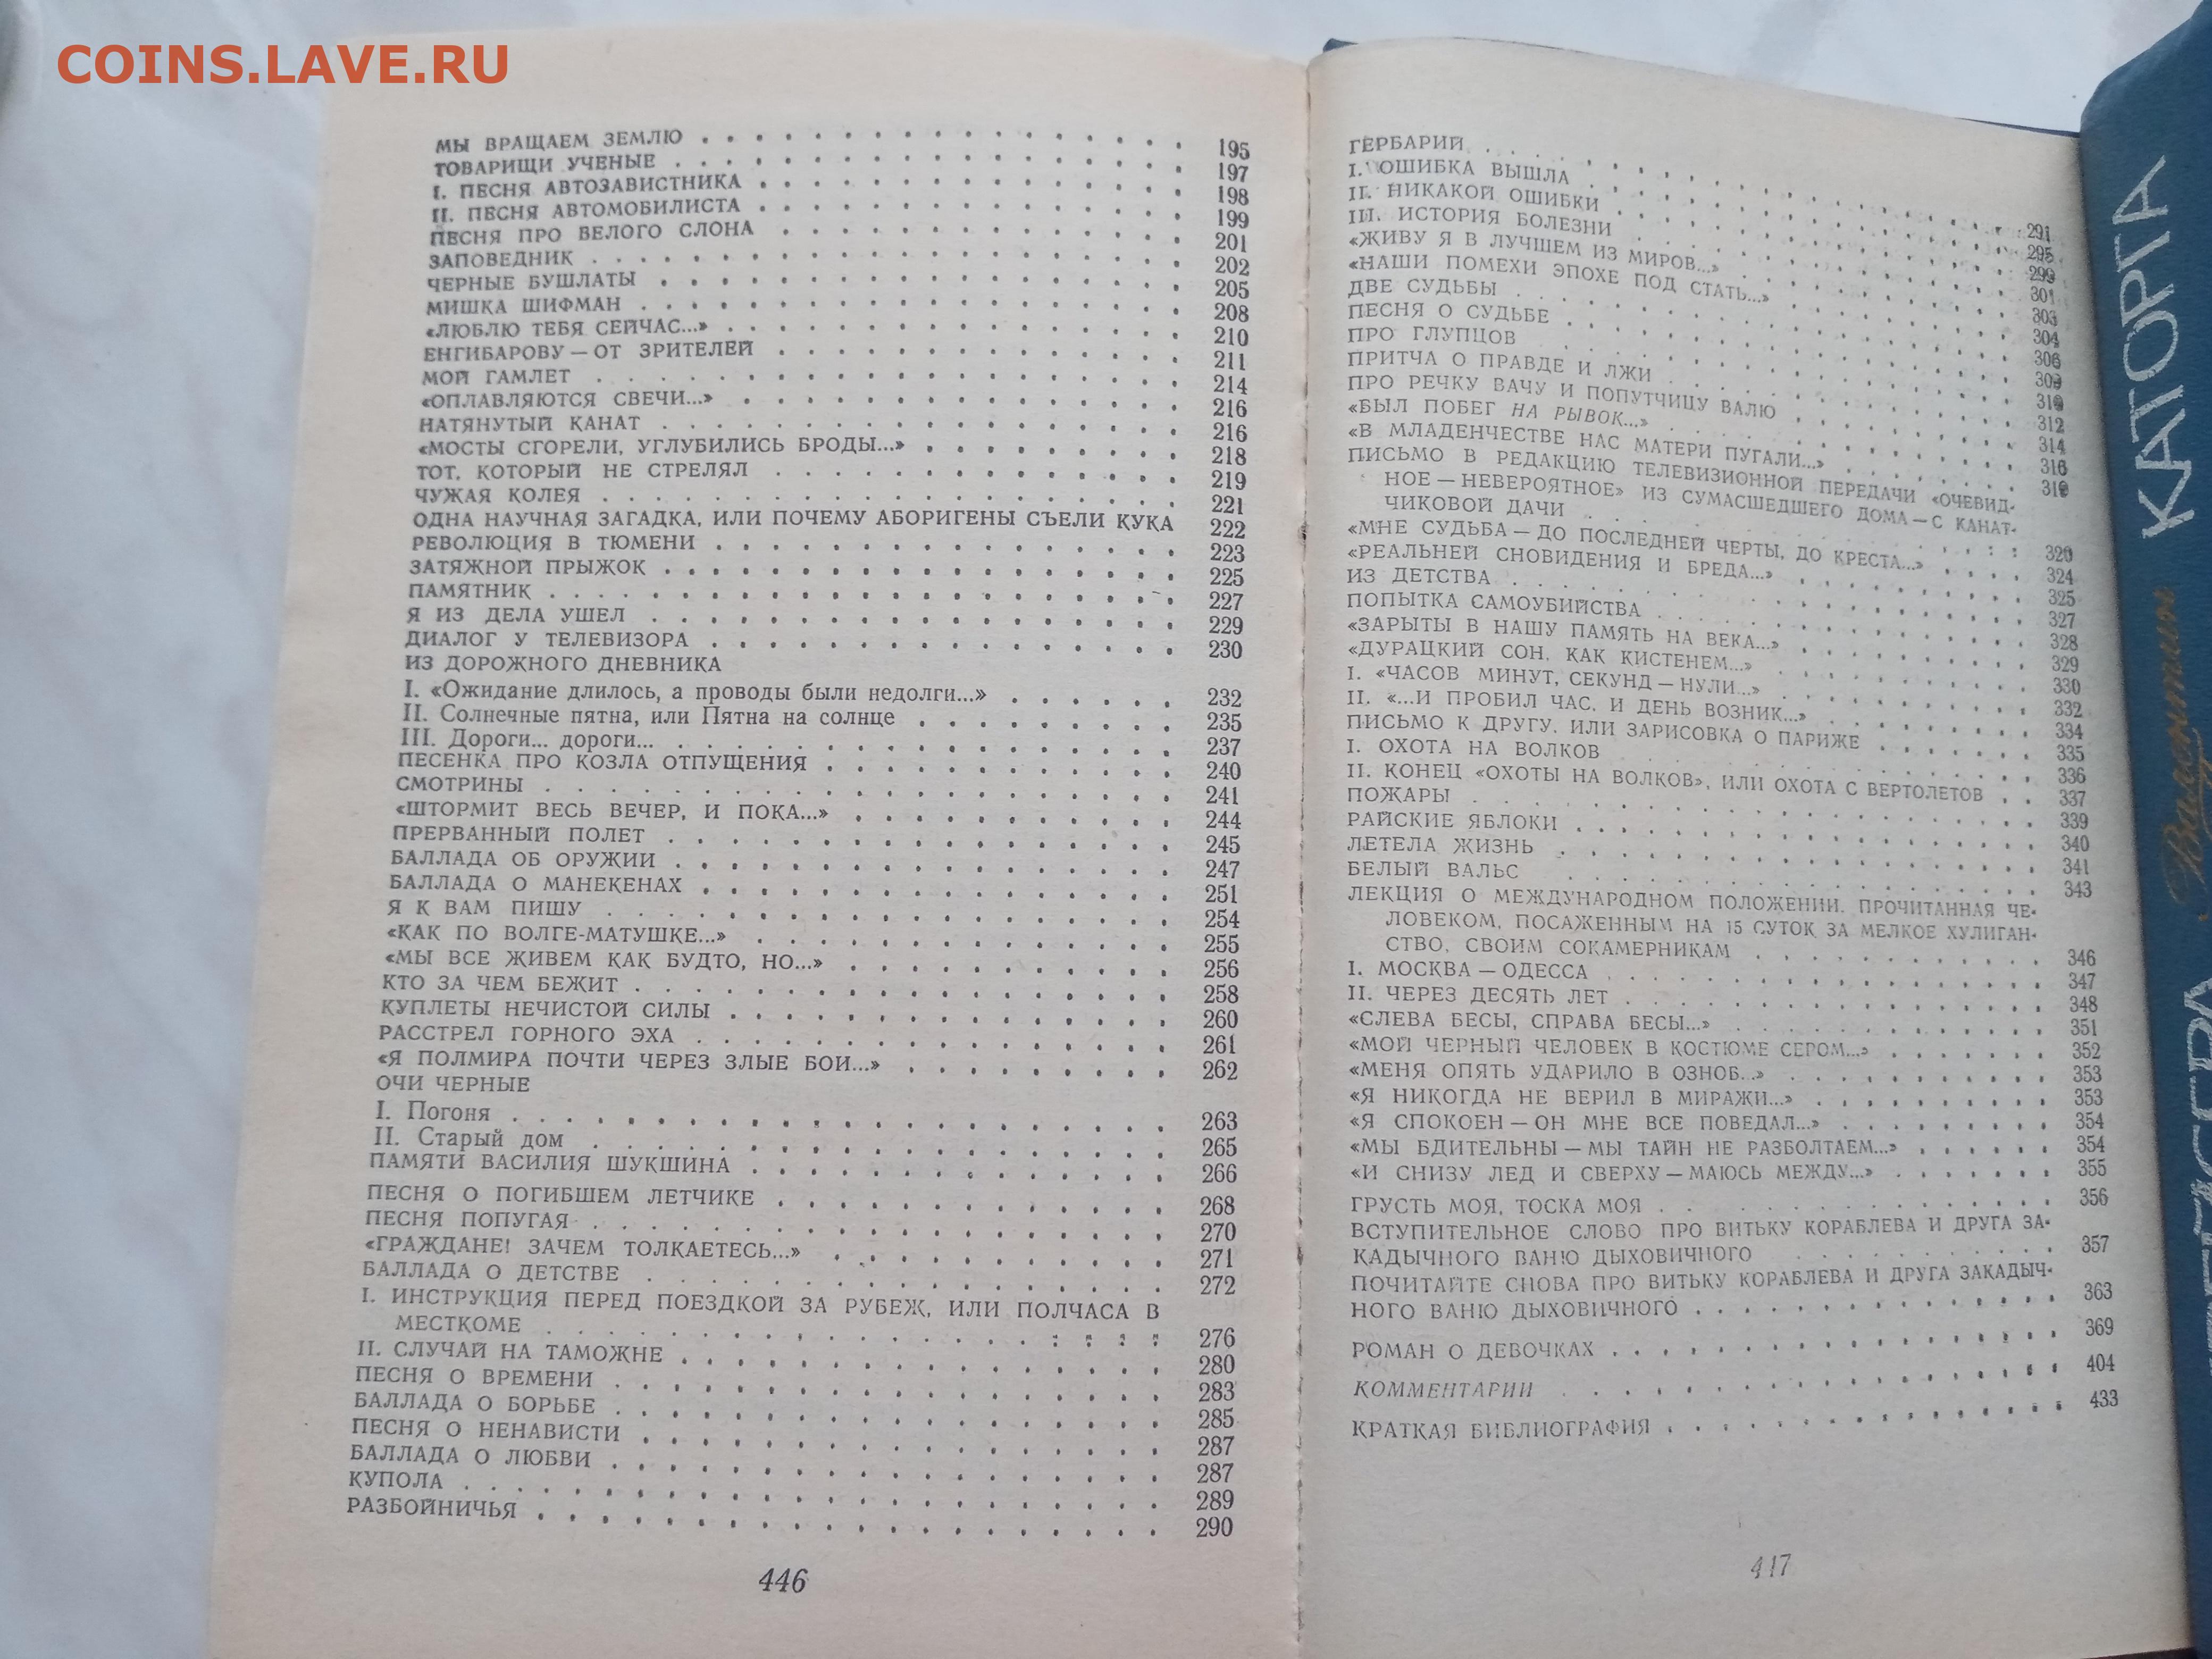 COINS.LAVE.RU
МЫ ВРАЩАЕМ ЗЕМЛЮ . . . 195
ТОВАРИЩИ УЧЕНЫЕ . . . 197
I. ПЕСНЯ АВТОЗАВИСТНИКА . . . 198
II. ПЕСНЯ АВТОМОБИЛИСТА . . . 199
ПЕСНЯ ПРО БЕЛОГО СЛОНА . . . 201
ЗАПОВЕДНИК . . . 202
ЧЕРНЫЕ БУШЛАТЫ . . . 205
МИШКА ШИФМАН . . . 208
«ЛЮБЛЮ ТЕБЯ СЕЙЧАС...» . . . 210
ЕНГИБАРОВУ — ОТ ЗРИТЕЛЕЙ . . . 211
МОЙ ГАМЛЕТ . . . 214
«ОПЛАВЛЯЮТСЯ СВЕЧИ...» . . . 216
НАТЯНУТЫЙ КАНАТ . . . 216
«МОСТЫ СГОРЕЛИ, УГЛУБИЛИСЬ БРОДЫ...» . . . 218
ТОТ, КОТОРЫЙ НЕ СТРЕЛЯЛ . . . 219
ЧУЖАЯ КОЛЕЯ . . . 221
ОДНА НАУЧНАЯ ЗАГАДКА, ИЛИ ПОЧЕМУ АБОРИГЕНЫ СЪЕЛИ КУКА 222
РЕВОЛЮЦИЯ В ТЮМЕНИ . . . 223
ЗАТЯЖНОЙ ПРЫЖОК . . . 225
ПАМЯТНИК . . . 227
Я ИЗ ДЕЛА УШЕЛ . . . 229
ДИАЛОГ У ТЕЛЕВИЗОРА . . . 230
ИЗ ДОРОЖНОГО ДНЕВНИКА
I. «Ожидание длилось, а проводы были недолги...» . . . 232
II. Солнечные пятна, или Пятна на солнце . . . 235
III. Дороги... дороги... . . . 237
ПЕСЕНКА ПРО КОЗЛА ОТПУЩЕНИЯ . . . 240
СМОТРИНЫ . . . 241
«ШТОРМИТ ВЕСЬ ВЕЧЕР, И ПОКА...» . . . 244
ПРЕРВАННЫЙ ПОЛЕТ . . . 245
БАЛЛАДА ОБ ОРУЖИИ . . . 247
БАЛЛАДА О МАНЕКЕНАХ . . . 251
Я К ВАМ ПИШУ . . . 254
«КАК ПО ВОЛГЕ-МАТУШКЕ...» . . . 255
«МЫ ВСЕ ЖИВЕМ КАК БУДТО, НО...» . . . 256
КТО ЗА ЧЕМ БЕЖИТ . . . 258
КУПЛЕТЫ НЕЧИСТОЙ СИЛЫ . . . 260
РАССТРЕЛ ГОРНОГО ЭХА . . . 261
«Я ПОЛМИРА ПОЧТИ ЧЕРЕЗ ЗЛЫЕ БОИ...» . . . 262
ОЧИ ЧЕРНЫЕ
I. Погоня . . . 263
II. Старый дом . . . 265
ПАМЯТИ ВАСИЛИЯ ШУКШИНА . . . 266
ПЕСНЯ О ПОГИБШЕМ ЛЕТЧИКЕ . . . 268
ПЕСНЯ ПОПУГАЯ . . . 270
«ГРАЖДАНЕ! ЗАЧЕМ ТОЛКАЕТЕСЬ...» . . . 271
БАЛЛАДА О ДЕТСТВЕ . . . 272
I. ИНСТРУКЦИЯ ПЕРЕД ПОЕЗДКОЙ ЗА РУБЕЖ, ИЛИ ПОЛЧАСА В
МЕСТКОМЕ . . . 276
II. СЛУЧАЙ НА ТАМОЖНЕ . . . 280
ПЕСНЯ О ВРЕМЕНИ . . . 283
БАЛЛАДА О БОРЬБЕ . . . 285
ПЕСНЯ О НЕНАВИСТИ . . . 287
БАЛЛАДА О ЛЮБВИ . . . 287
КУПОЛА . . . 289
РАЗБОЙНИЧЬЯ . . . 290
446
ГЕРБАРИЙ . . . 291
I. ОШИБКА ВЫШЛА . . . 295
II. НИКАКОЙ ОШИБКИ . . . 299
III. ИСТОРИЯ БОЛЕЗНИ . . . 301
«ЖИВУ Я В ЛУЧШЕМ ИЗ МИРОВ...» . . . 303
«НАШИ ПОМЕХИ ЭПОХЕ ПОД СТАТЬ...» . . . 304
ДВЕ СУДЬБЫ . . . 306
ПЕСНЯ О СУДЬБЕ . . .
ПРО ГЛУПЦОВ . . .
ПРИТЧА О ПРАВДЕ И ЛЖИ . . . 312
ПРО РЕЧКУ ВАЧУ И ПОПУТЧИЦУ ВАЛЮ . . . 314
«БЫЛ ПОБЕГ НА РЫВОК...» . . . 316
«В МЛАДЕНЧЕСТВЕ НАС МАТЕРИ ПУГАЛИ...» . . .
ПИСЬМО В РЕДАКЦИЮ ТЕЛЕВИЗИОННОЙ ПЕРЕДАЧИ «ОЧЕВИД-
НОЕ — НЕВЕРОЯТНОЕ» ИЗ СУМАСШЕДШЕГО ДОМА — С КАНАТ-
ЧИКОВОЙ ДАЧИ . . . 320
«МНЕ СУДЬБА — ДО ПОСЛЕДНЕЙ ЧЕРТЫ, ДО КРЕСТА...» . . . 324
«РЕАЛЬНЕЙ СНОВИДЕНИЯ И БРЕДА...» . . . 325
ИЗ ДЕТСТВА . . . 327
ПОПЫТКА САМОУБИЙСТВА . . . 328
«ЗАРЫТЫ В НАШУ ПАМЯТЬ НА ВЕКА...» . . . 329
«ДУРАЦКИЙ СОН, КАК КИСТЕНЕМ...» . . . 330
I. «ЧАСОВ МИНУТ, СЕКУНД — НУЛИ...» . . . 332
II. «...И ПРОБИЛ ЧАС, И ДЕНЬ ВОЗНИК...» . . . 334
ПИСЬМО К ДРУГУ, ИЛИ ЗАРИСОВКА О ПАРИЖЕ . . . 335
I. ОХОТА НА ВОЛКОВ . . . 336
II. КОНЕЦ «ОХОТЫ НА ВОЛКОВ», ИЛИ ОХОТА С ВЕРТОЛЕТОВ . . 337
ПОЖАРЫ . . . 339
РАЙСКИЕ ЯБЛОКИ . . . 340
ЛЕТЕЛА ЖИЗНЬ . . . 341
БЕЛЫЙ ВАЛЬС . . . 343
ЛЕКЦИЯ О МЕЖДУНАРОДНОМ ПОЛОЖЕНИИ, ПРОЧИТАННАЯ ЧЕ-
ЛОВЕКОМ, ПОСАЖЕННЫМ НА 15 СУТОК ЗА МЕЛКОЕ ХУЛИГАН-
СТВО, СВОИМ СОКАМЕРНИКАМ . . . 346
I. МОСКВА — ОДЕССА . . . 347
II. ЧЕРЕЗ ДЕСЯТЬ ЛЕТ . . . 348
«СЛЕВА БЕСЫ, СПРАВА БЕСЫ...» . . . 351
«МОЙ ЧЕРНЫЙ ЧЕЛОВЕК В КОСТЮМЕ СЕРОМ...» . . . 352
«МЕНЯ ОПЯТЬ УДАРИЛО В ОЗНОБ...» . . . 353
«Я НИКОГДА НЕ ВЕРИЛ В МИРАЖИ...» . . . 353
«Я СПОКОЕН — ОН МНЕ ВСЕ ПОВЕДАЛ...» . . . 354
«МЫ БДИТЕЛЬНЫ — МЫ ТАЙН НЕ РАЗБОЛТАЕМ...» . . . 354
«И СНИЗУ ЛЕД И СВЕРХУ — МАЮСЬ МЕЖДУ...» . . . 355
ГРУСТЬ МОЯ, ТОСКА МОЯ . . . 356
ВСТУПИТЕЛЬНОЕ СЛОВО ПРО ВИТЬКУ КОРАБЛЕВА И ДРУГА ЗА-
КАДЫЧНОГО ВАНЮ ДЫХОВИЧНОГО . . . 357
ПОЧИТАЙТЕ СНОВА ПРО ВИТЬКУ КОРАБЛЕВА И ДРУГА ЗАКАДЫЧ-
НОГО ВАНЮ ДЫХОВИЧНОГО . . . 363
РОМАН О ДЕВОЧКАХ . . . 369
КОММЕНТАРИИ . . . 404
КРАТКАЯ БИБЛИОГРАФИЯ . . . 433
417
КАТОРГА
Валентин